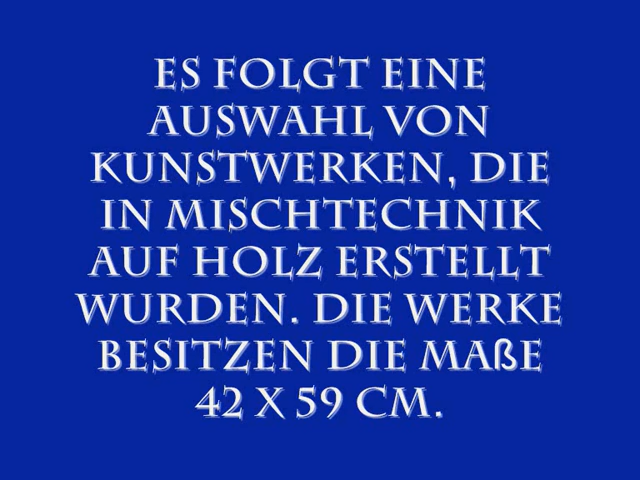 ES FOLGT EINE
AUSWAHL VON
KUNSTWERKEN, DIE
IN MISCHTECHNIK
AUF HOLZ ERSTELLT
WURDEN. DIE WERKE
BESITZEN DIE MAßE
42 X 59 CM.